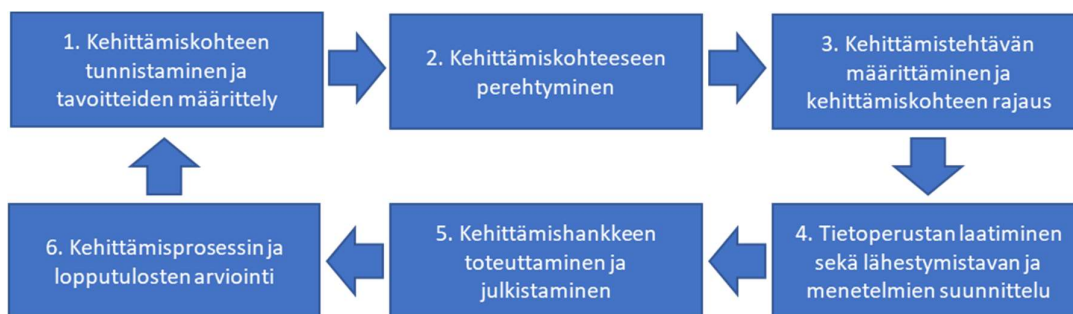 1. Kehittämiskohteen
tunnistaminen ja
tavoitteiden määrittely
2. Kehittämiskohteeseen
perehtyminen
3. Kehittämistehtävän
määrittäminen ja
kehittämiskohteen rajaus
4. Tietoperustan laatiminen
sekä lähestymistavan ja
menetelmien suunnittelu
5. Kehittämishankkeen
toteuttaminen ja
julkistaminen
6. Kehittämisprosessin ja
lopputulosten arviointi